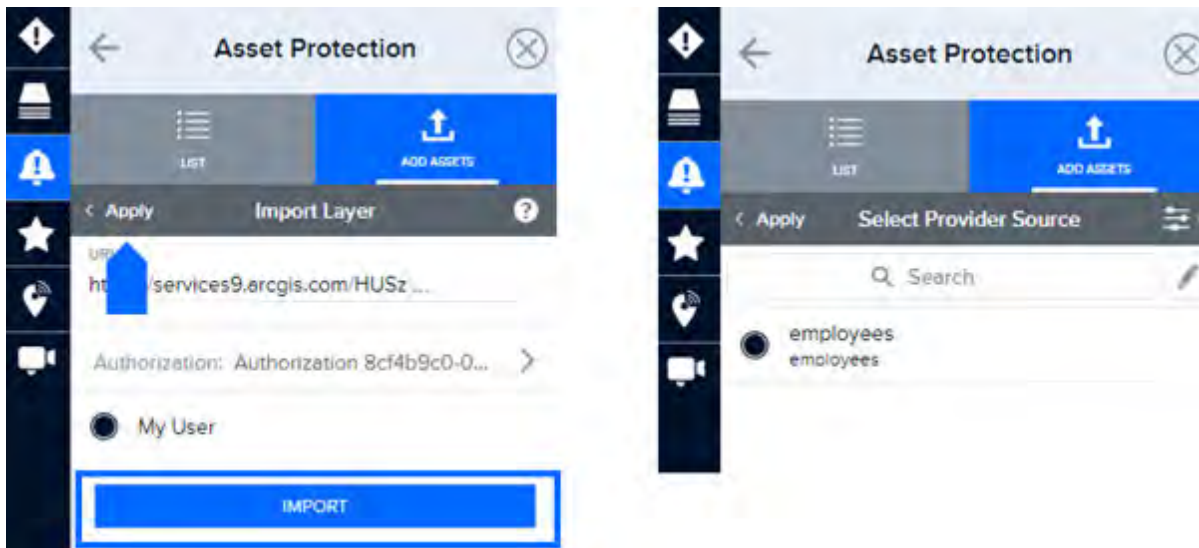 Asset Protection
LIST
ADD ASSETS
< Apply
Import Layer
?
services9.arcgis.com/HUSz ...
Authorization: Authorization 8cf4b9c0-0...
My User
IMPORT
Asset Protection
LIST
ADD ASSETS
< Apply
Select Provider Source
Search
employees
employees